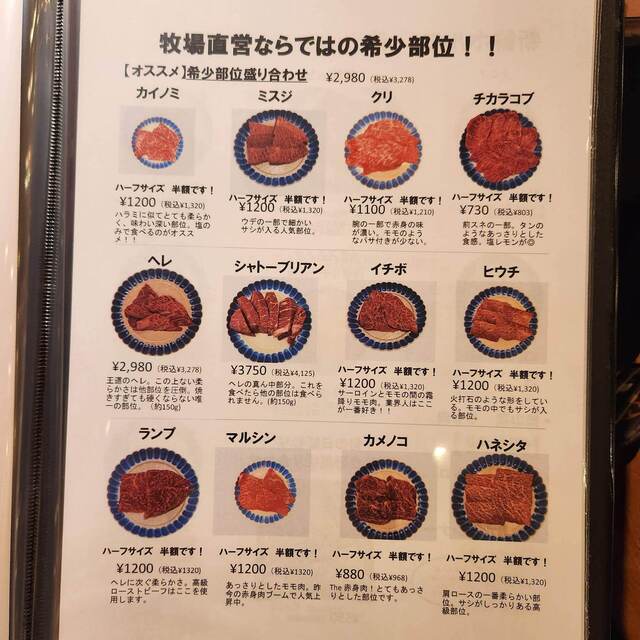 牧場直営ならではの希少部位！！
【オススメ】希少部位盛り合わせ ¥2,980（税込¥3,278）
カイノミ
ハーフサイズ 半額です！
¥1200（税込¥1,320）
ハラミに似てとても柔らか
く、味わい深い部位。塩の
みで食べるのがオスス
メ！！
ミスジ
ハーフサイズ 半額です！
¥1200（税込¥1,320）
ウデの一部で細かい
サシが入る人気部位。
クリ
ハーフサイズ 半額です！
¥1100（税込¥1,210）
腕の一部で赤身の味
が濃い。モモのよう
なパサ付きが少ない。
チカラコブ
ハーフサイズ 半額です！
¥730（税込¥803）
前スネの一部。タンの
ようなあっさりとした
食感。塩レモンが◎
ヘレ
¥2,980（税込¥3,278）
王道のヘレ。この上ない柔
らかさは他部位を圧倒。焼
きすぎても硬くならない唯一
の部位。（約150g）
シャトーブリアン
¥3750（税込¥4,125）
ヘレの真ん中部分。これを
食べたら他の部位は食べら
れません。(約150g)
イチボ
ハーフサイズ 半額です！
¥1200（税込¥1,320）
サーロインとモモの間の霜
降りモモ肉。業界人はここ
が一番好き！！
ヒウチ
ハーフサイズ 半額です！
¥1200（税込¥1,320）
火打石のような形をしてい
る。モモの中でもサシが入
る部位。
ランプ
ハーフサイズ 半額です！
¥1200（税込¥1320）
ヘレに次ぐ柔らかさ。高級
ローストビーフはここを使
用します。
マルシン
ハーフサイズ 半額です！
¥1200（税込¥1320）
あっさりとしたモモ肉。昨
今の赤身肉ブームで人気上
昇中。
カメノコ
ハーフサイズ 半額です！
¥880（税込¥968）
The 赤身肉！とてもあっ
さりとした部位です。
ハネシタ
ハーフサイズ 半額です！
¥1200（税込¥1,320）
肩ロースの一番柔らかい部
位。サシがしっかりある高
級部位。